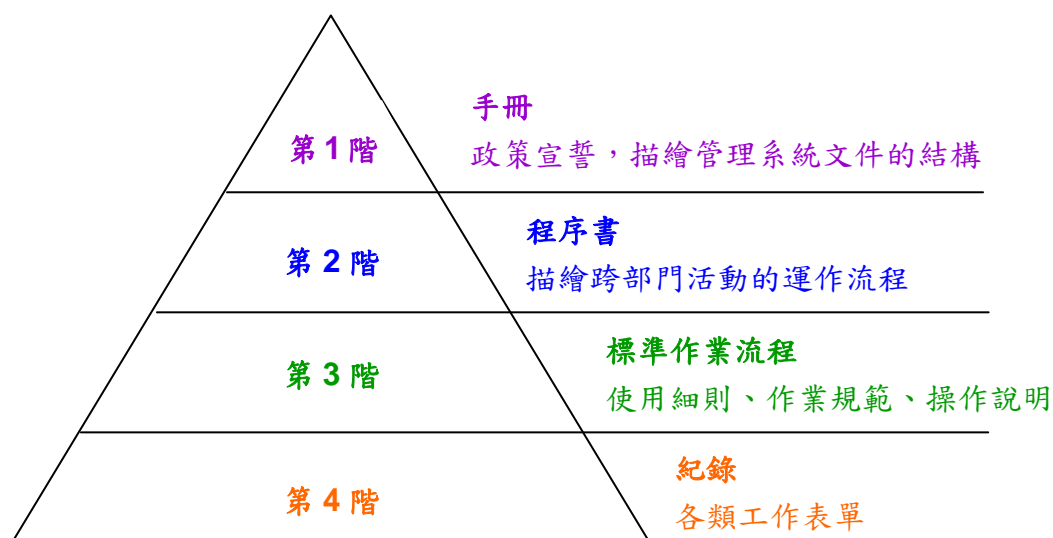 手冊
第1階
政策宣誓，描繪管理系統文件的結構
程序書
第 2 階
描繪跨部門活動的運作流程
標準作業流程
第 3 階
使用細則、作業規範、操作說明
紀錄
第 4 階
各類工作表單